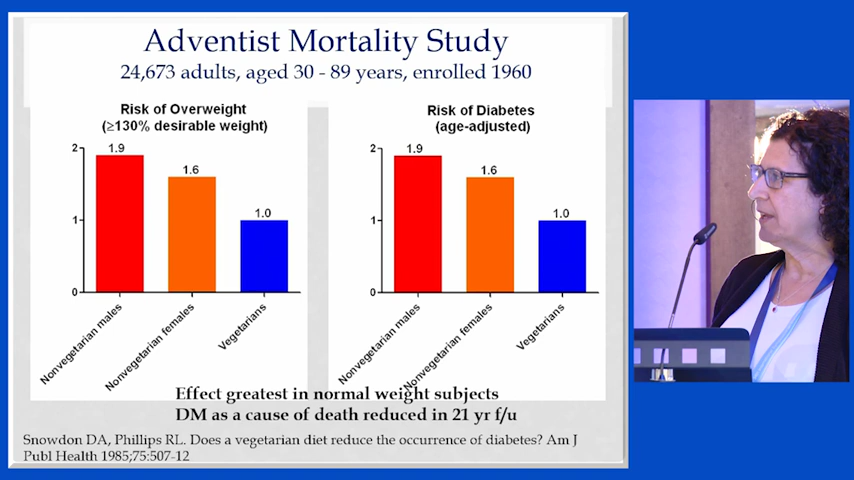 Adventist Mortality Study
24,673 adults, aged 30 - 89 years, enrolled 1960
Risk of Overweight
(≥130% desirable weight)
2
1
0
1.9
1.6
1.0
Nonvegetarian males
Nonvegetarian females
Vegetarians
Risk of Diabetes
(age-adjusted)
2
1
0
1.9
1.6
1.0
Nonvegetarian males
Nonvegetarian females
Vegetarians
Effect greatest in normal weight subjects
DM as a cause of death reduced in 21 yr f/u
Snowdon DA, Phillips RL. Does a vegetarian diet reduce the occurrence of diabetes? Am J
Publ Health 1985;75:507-12